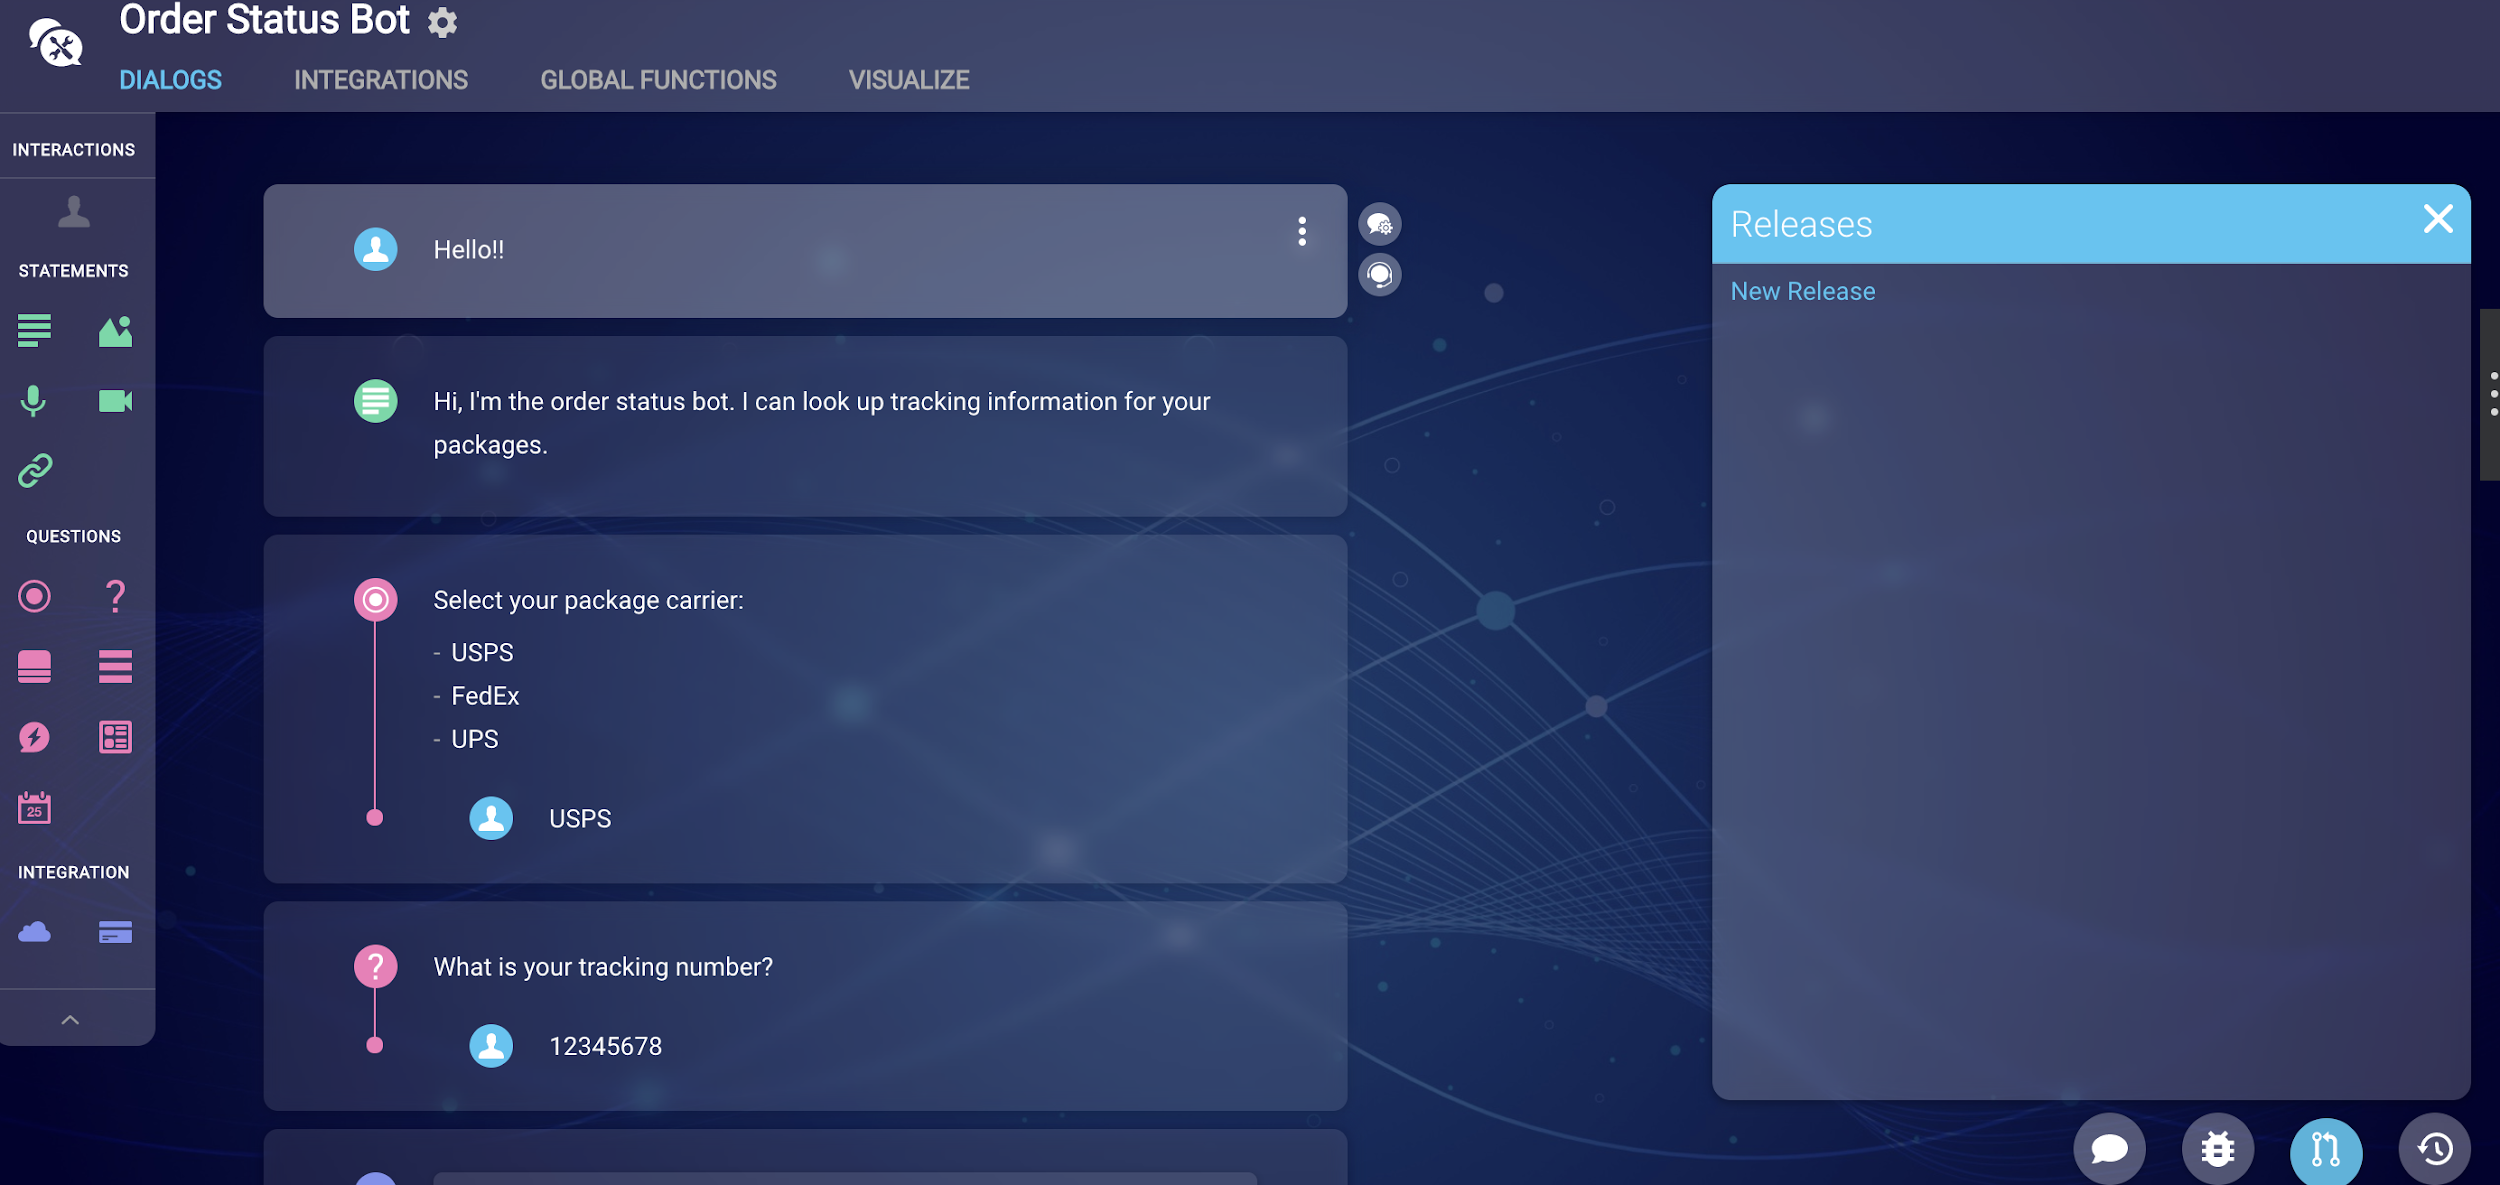 Order Status Bot
DIALOGS INTEGRATIONS GLOBAL FUNCTIONS VISUALIZE
INTERACTIONS
STATEMENTS
QUESTIONS
25
INTEGRATION
Hello!!
Hi, I'm the order status bot. I can look up tracking information for your
packages.
Select your package carrier:
- USPS
- FedEx
- UPS
USPS
? What is your tracking number?
12345678
Releases
New Release